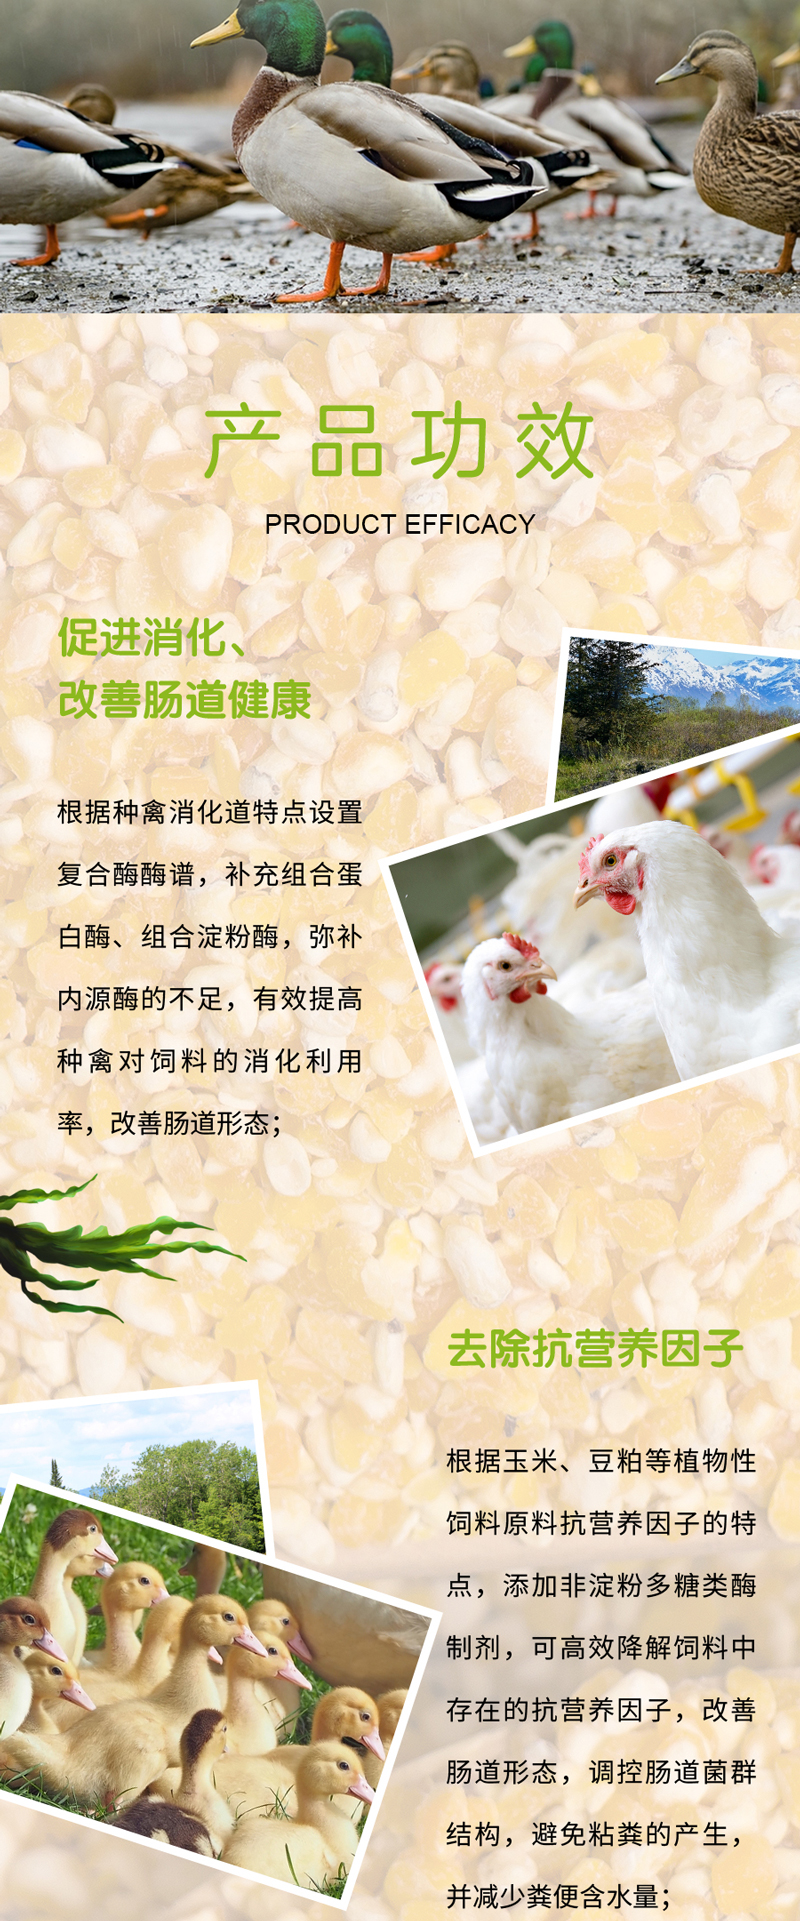 产品功效
PRODUCT EFFICACY
促进消化、
改善肠道健康
根据种禽消化道特点设置
复合酶酶谱，补充组合蛋
白酶、组合淀粉酶，弥补
内源酶的不足，有效提高
种禽对饲料的消化利用
率，改善肠道形态；
去除抗营养因子
根据玉米、豆粕等植物性
饲料原料抗营养因子的特
点，添加非淀粉多糖类酶
制剂，可高效降解饲料中
存在的抗营养因子，改善
肠道形态，调控肠道菌群
结构，避免粘粪的产生，
并减少粪便含水量；